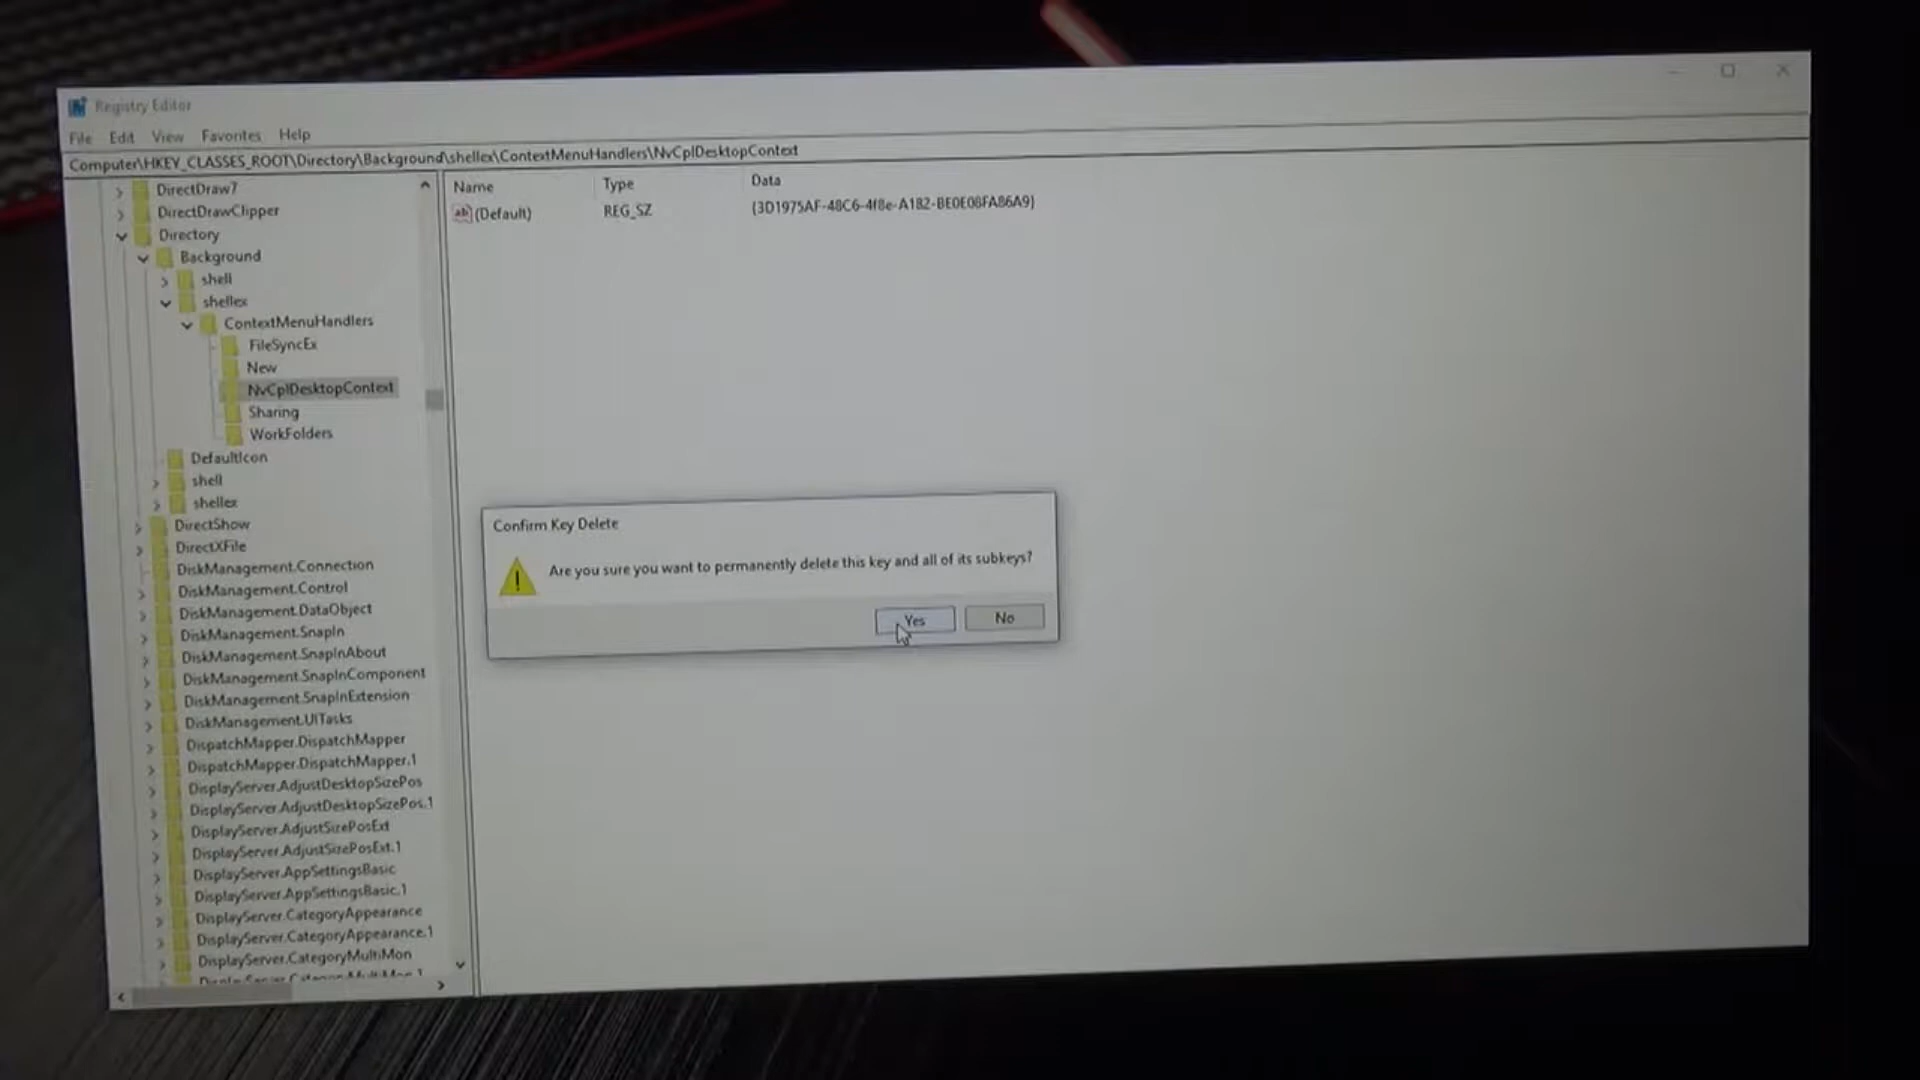 Registry Editor
File Edit View Favorites Help
Computer\HKEY_CLASSES_ROOT\Directory\Background\shellex\ContextMenuHandlers\NvCplDesktopContext
DirectDraw7
DirectDrawClipper
Directory
Background
shell
shellex
ContextMenuHandlers
FileSyncEx
New
NvCplDesktopContext
Sharing
WorkFolders
DefaultIcon
shell
shellex
DirectShow
DirectXFile
DiskManagement.Connection
DiskManagement.Control
DiskManagement.DataObject
DiskManagement.SnapIn
DiskManagement.SnapInAbout
DiskManagement.SnapInComponent
DiskManagement.SnapInExtension
DiskManagement.UITasks
DispatchMapper.DispatchMapper
DispatchMapper.DispatchMapper.1
DisplayServer.AdjustDesktopSizePos
DisplayServer.AdjustDesktopSizePos.1
DisplayServer.AdjustSizePosExt
DisplayServer.AdjustSizePosExt.1
DisplayServer.AppSettingsBasic
DisplayServer.AppSettingsBasic.1
DisplayServer.CategoryAppearance
DisplayServer.CategoryAppearance.1
DisplayServer.CategoryMultiMon
Name Type Data
ab (Default) REG_SZ {3D1975AF-48C6-4f8e-A182-BE0E08FA86A9}
Confirm Key Delete
Are you sure you want to permanently delete this key and all of its subkeys?
Yes No